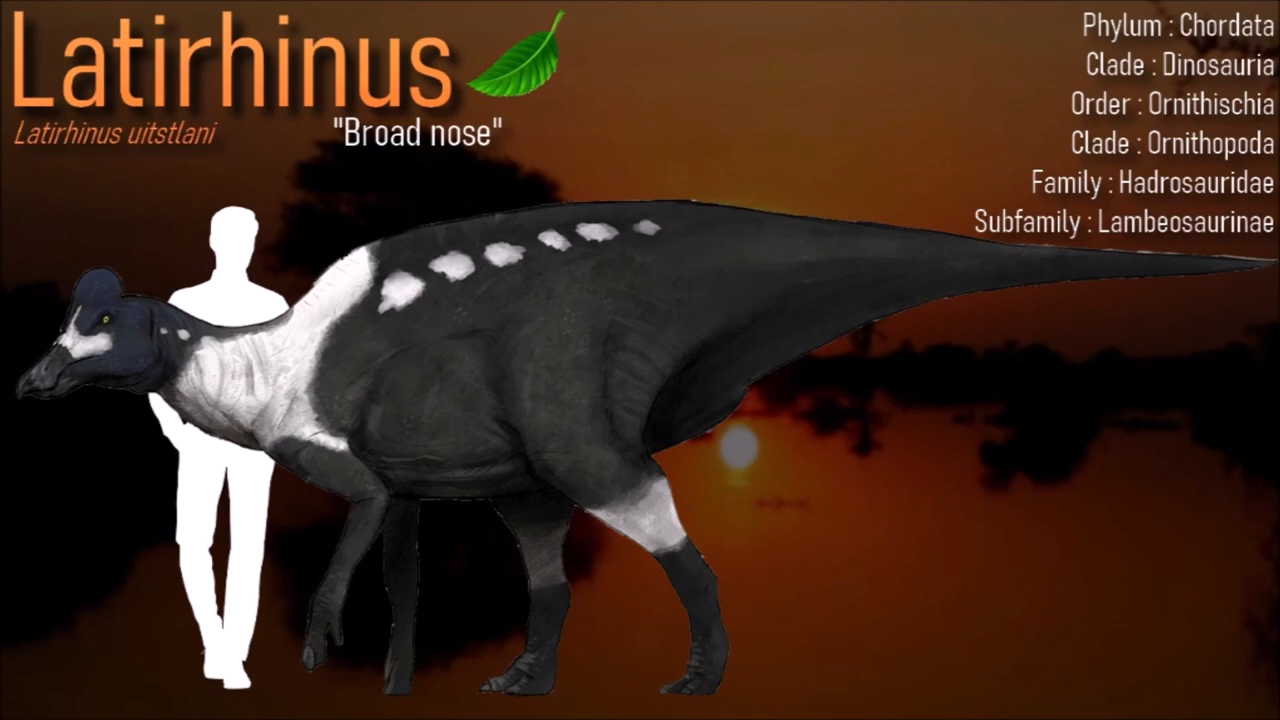 Latirhinus
Latirhinus uitstlani
"Broad nose"
Phylum : Chordata
Clade : Dinosauria
Order : Ornithischia
Clade : Ornithopoda
Family : Hadrosauridae
Subfamily : Lambeosaurinae